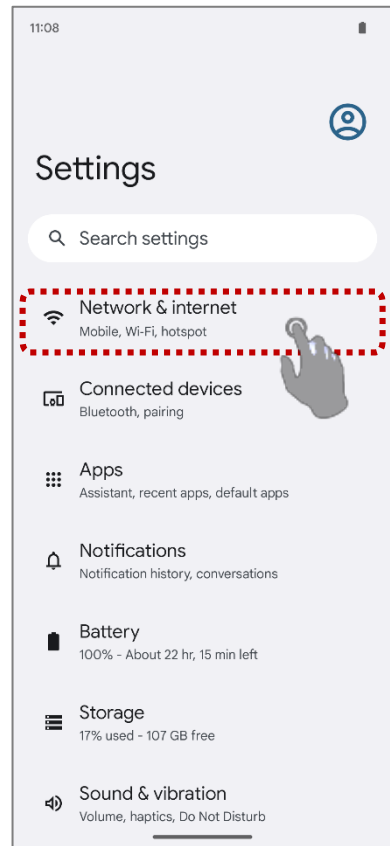 11:08
Settings
Search settings
Network & internet
Mobile, Wi-Fi, hotspot
Connected devices
Bluetooth, pairing
Apps
Assistant, recent apps, default apps
Notifications
Notification history, conversations
Battery
100% - About 22 hr, 15 min left
Storage
17% used - 107 GB free
Sound & vibration
Volume, haptics, Do Not Disturb